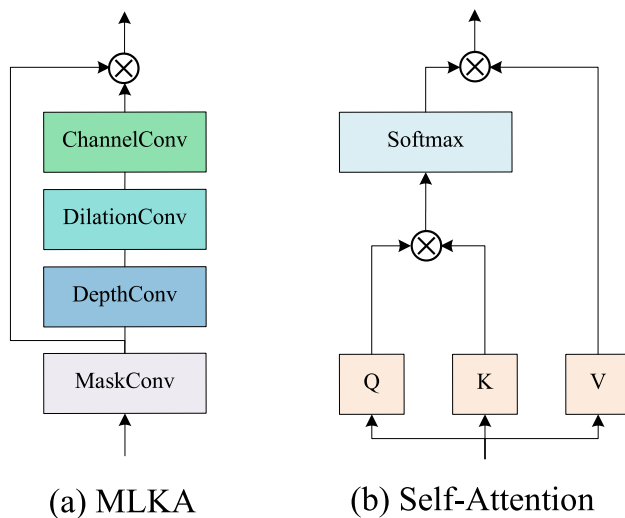 ChannelConv
DilationConv
DepthConv
MaskConv
(a) MLKA
Softmax
Q K V
(b) Self-Attention